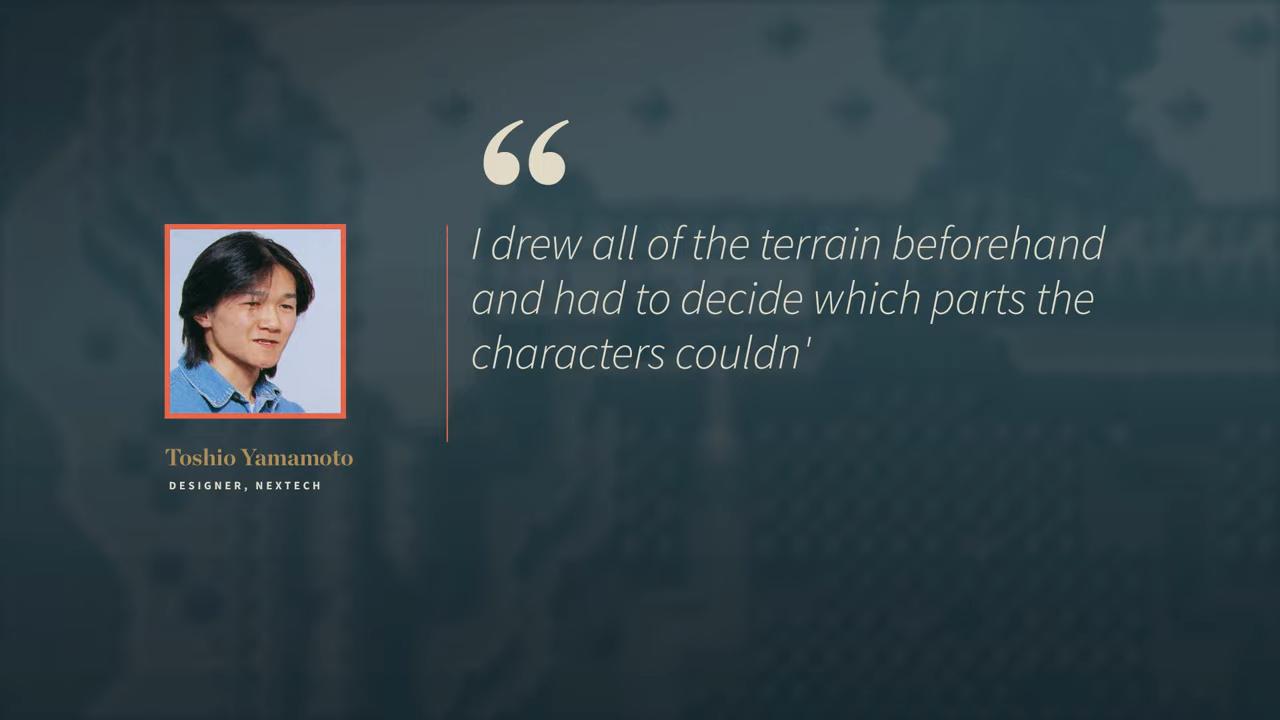 “
I drew all of the terrain beforehand
and had to decide which parts the
characters couldn'
Toshio Yamamoto
DESIGNER, NEXTECH